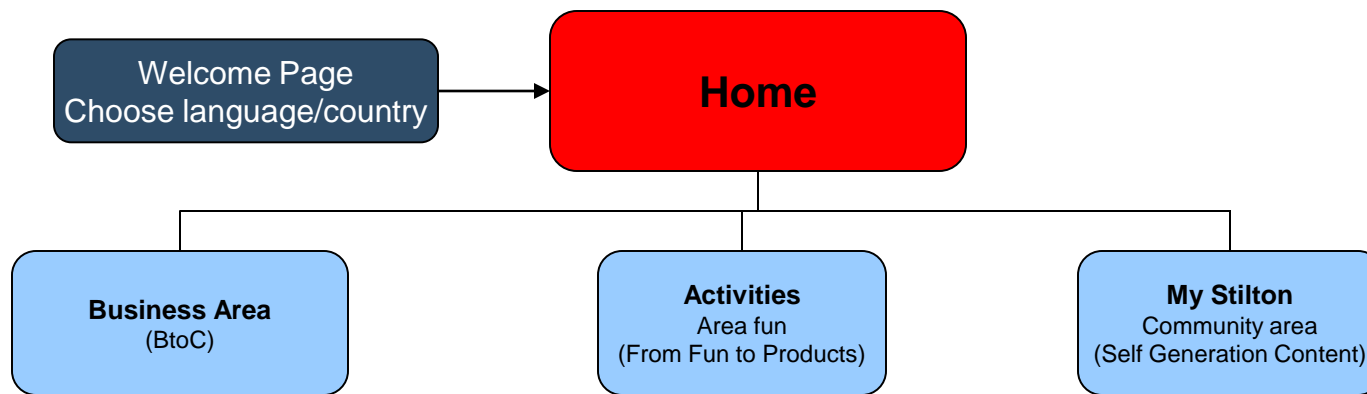 Welcome Page
Choose language/country
Home
Business Area
(BtoC)
Activities
Area fun
(From Fun to Products)
My Stilton
Community area
(Self Generation Content)